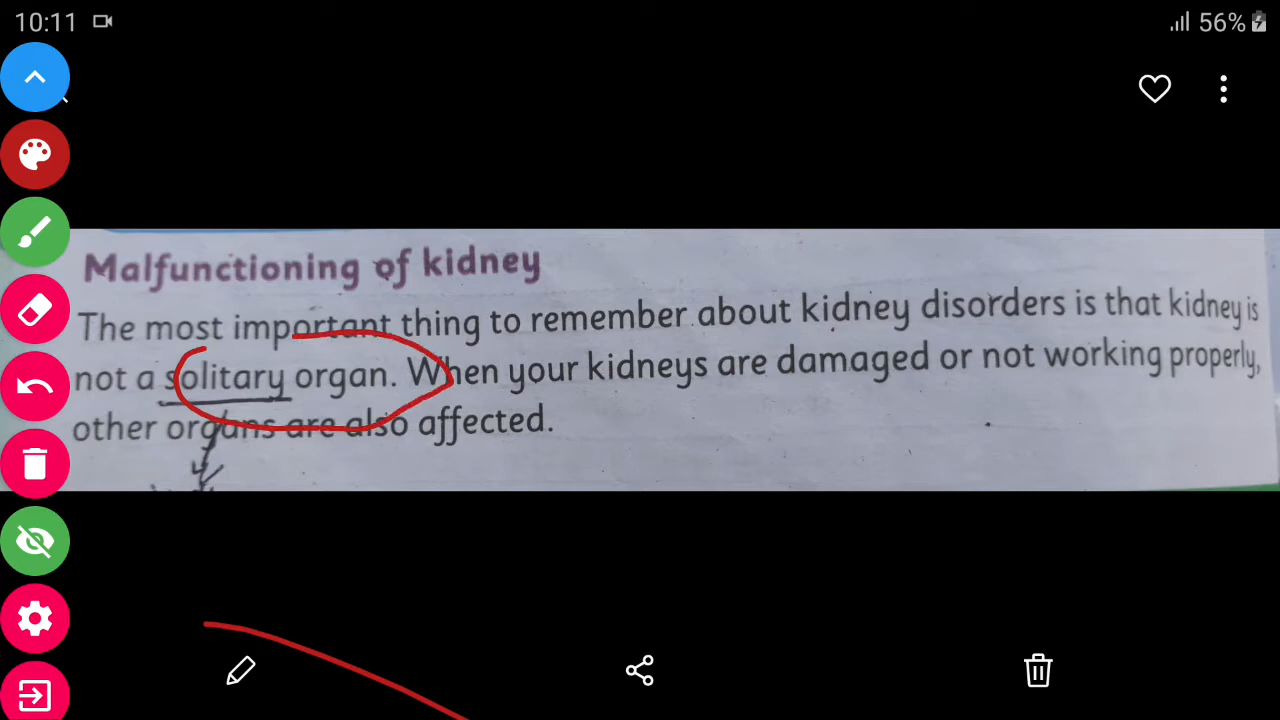 10:11
56%
Malfunctioning of kidney
The most important thing to remember about kidney disorders is that kidney is
not a solitary organ. When your kidneys are damaged or not working properly,
other organs are also affected.